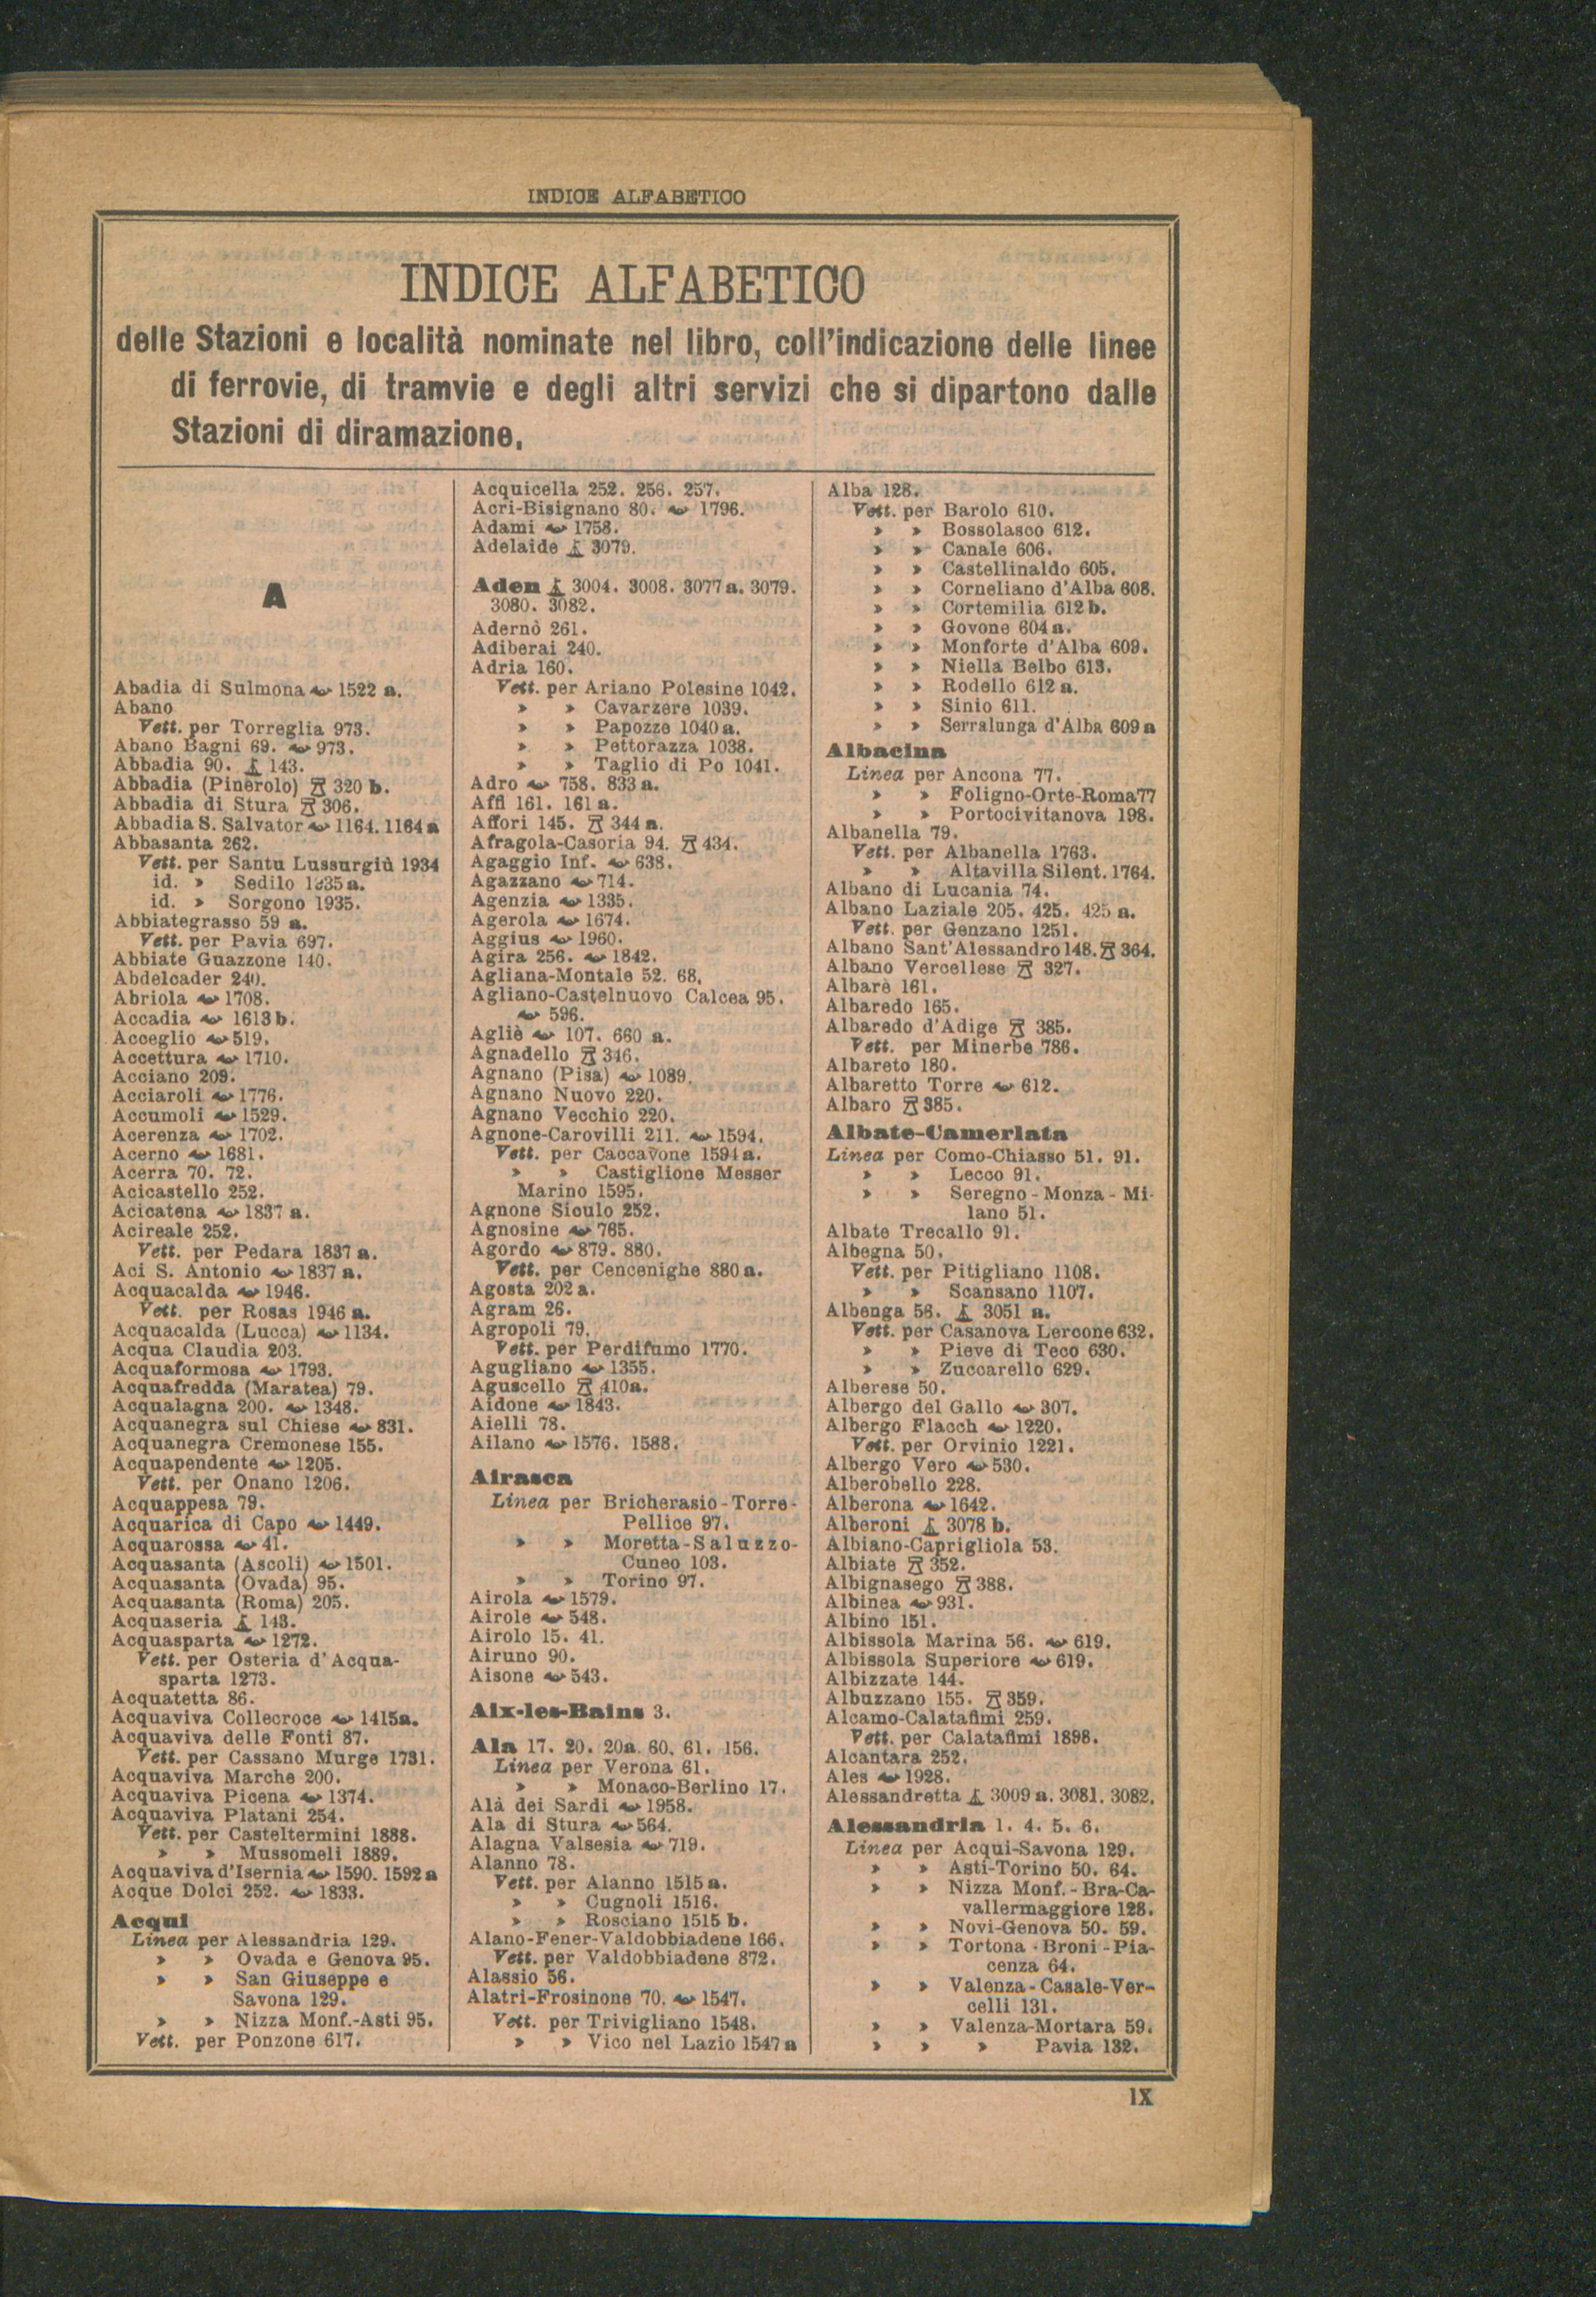 INDICE ALFABETICO
INDICE ALFABETICO
delle Stazioni e località nominate nel libro, coll'indicazione delle linee
di ferrovie, di tramvie e degli altri servizi che si dipartono dalle
Stazioni di diramazione.
A
Abadia di Sulmona 1522 a.
Abano
Vett. per Torreglia 973.
Abano Bagni 69. 973.
Abbadia 90. 143.
Abbadia (Pinerolo) 320 b.
Abbadia di Stura 306.
Abbadia S. Salvator 1164. 1164 a
Abbasanta 262.
Vett. per Santu Lussurgiù 1934
id. » Sedilo 1935 a.
id. » Sorgono 1935.
Abbiategrasso 59 a.
Vett. per Pavia 697.
Abbiate Guazzone 140.
Abdelcader 240.
Abriola 1708.
Accadia 1613 b.
Acceglio 519.
Accettura 1710.
Acciano 209.
Acciaroli 1776.
Accumoli 1529.
Acerenza 1702.
Acerno 1681.
Acerra 70. 72.
Acicastello 252.
Acicatena 1837 a.
Acireale 252.
Vett. per Pedara 1837 a.
Aci S. Antonio 1837 a.
Acquacalda 1946.
Vett. per Rosas 1946 a.
Acquacalda (Lucca) 1134.
Acqua Claudia 203.
Acquaformosa 1793.
Acquafredda (Maratea) 79.
Acqualagna 200. 1348.
Acquanegra sul Chiese 831.
Acquanegra Cremonese 155.
Acquapendente 1205.
Vett. per Onano 1206.
Acquappesa 79.
Acquarica di Capo 1449.
Acquarossa 41.
Acquasanta (Ascoli) 1501.
Acquasanta (Ovada) 95.
Acquasanta (Roma) 205.
Acquaseria 143.
Acquasparta 1272.
Vett. per Osteria d'Acqua-
sparta 1273.
Acquatetta 86.
Acquaviva Collecroce 1415a.
Acquaviva delle Fonti 87.
Vett. per Cassano Murge 1731.
Acquaviva Marche 200.
Acquaviva Picena 1374.
Acquaviva Platani 254.
Vett. per Casteltermini 1888.
» » Mussomeli 1889.
Acquaviva d'Isernia 1590. 1592 a
Acque Dolci 252. 1833.
Acqui
Linea per Alessandria 129.
» » Ovada e Genova 95.
» » San Giuseppe e
Savona 129.
» » Nizza Monf.-Asti 95.
Vett. per Ponzone 617.
Acquicella 252. 256. 257.
Acri-Bisignano 80. 1796.
Adami 1758.
Adelaide 3079.
Aden 3004. 3008. 3077 a. 3079.
3080. 3082.
Adernò 261.
Adiberai 240.
Adria 160.
Vett. per Ariano Polesine 1042.
» » Cavarzere 1039.
» » Papozze 1040 a.
» » Pettorazza 1038.
» » Taglio di Po 1041.
Adro 758. 833 a.
Affi 161. 161 a.
Affori 145. 344 a.
Afragola-Casoria 94. 434.
Agaggio Inf. 638.
Agazzano 714.
Agenzia 1335.
Agerola 1674.
Aggius 1960.
Agira 256. 1842.
Agliana-Montale 52. 68.
Agliano-Castelnuovo Calcea 95.
596.
Agliè 107. 660 a.
Agnadello 346.
Agnano (Pisa) 1089.
Agnano Nuovo 220.
Agnano Vecchio 220.
Agnone-Carovilli 211. 1594.
Vett. per Caccavone 1594 a.
» » Castiglione Messer
Marino 1595.
Agnone Siculo 252.
Agnosine 765.
Agordo 879. 880.
Vett. per Cencenighe 880 a.
Agosta 202 a.
Agram 26.
Agropoli 79.
Vett. per Perdifumo 1770.
Agugliano 1355.
Aguscello 410a.
Aidone 1843.
Aielli 78.
Ailano 1576. 1588.
Airasca
Linea per Bricherasio-Torre-
Pellice 97.
» » Moretta-Saluzzo-
Cuneo 103.
» » Torino 97.
Airola 1579.
Airole 548.
Airolo 15. 41.
Airuno 90.
Aisone 543.
Aix-les-Bains 3.
Ala 17. 20. 20a. 60. 61. 156.
Linea per Verona 61.
» » Monaco-Berlino 17.
Alà dei Sardi 1958.
Ala di Stura 564.
Alagna Valsesia 719.
Alanno 78.
Vett. per Alanno 1515 a.
» » Cugnoli 1516.
» » Rosciano 1515 b.
Alano-Fener-Valdobbiadene 166.
Vett. per Valdobbiadene 872.
Alassio 56.
Alatri-Frosinone 70. 1547.
Vett. per Trivigliano 1548.
» » Vico nel Lazio 1547 a
Alba 128.
Vett. per Barolo 610.
» » Bossolasco 612.
» » Canale 606.
» » Castellinaldo 605.
» » Corneliano d'Alba 608.
» » Cortemilia 612 b.
» » Govone 604 a.
» » Monforte d'Alba 609.
» » Niella Belbo 613.
» » Rodello 612 a.
» » Sinio 611.
» » Serralunga d'Alba 609 a
Albacina
Linea per Ancona 77.
» » Foligno-Orte-Roma 77
» » Portocivitanova 198.
Albanella 79.
Vett. per Albanella 1763.
» » Altavilla Silent. 1764.
Albano di Lucania 74.
Albano Laziale 205. 425. 425 a.
Vett. per Genzano 1251.
Albano Sant'Alessandro 148. 364.
Albano Vercellese 327.
Albarè 161.
Albaredo 165.
Albaredo d'Adige 385.
Vett. per Minerbe 786.
Albareto 180.
Albaretto Torre 612.
Albaro 385.
Albate-Camerlata
Linea per Como-Chiasso 51. 91.
» » Lecco 91.
» » Seregno - Monza - Mi-
lano 51.
Albate Trecallo 91.
Albegna 50.
Vett. per Pitigliano 1108.
» » Scansano 1107.
Albenga 56. 3051 a.
Vett. per Casanova Lercone 632.
» » Pieve di Teco 630.
» » Zuccarello 629.
Alberese 50.
Albergo del Gallo 307.
Albergo Flacch 1220.
Vett. per Orvinio 1221.
Albergo Vero 530.
Alberobello 228.
Alberona 1642.
Alberoni 3078 b.
Albiano-Caprigliola 53.
Albiate 352.
Albignasego 388.
Albinea 931.
Albino 151.
Albissola Marina 56. 619.
Albissola Superiore 619.
Albizzate 144.
Albuzzano 155. 359.
Alcamo-Calatafimi 259.
Vett. per Calatafimi 1898.
Alcantara 252.
Ales 1928.
Alessandretta 3009 a. 3081. 3082.
Alessandria 1. 4. 5. 6.
Linea per Acqui-Savona 129.
» » Asti-Torino 50. 64.
» » Nizza Monf.-Bra-Ca-
vallermaggiore 128.
» » Novi-Genova 50. 59.
» » Tortona - Broni - Pia-
cenza 64.
» » Valenza-Casale-Ver-
celli 131.
» » Valenza-Mortara 59.
» » » Pavia 132.
IX